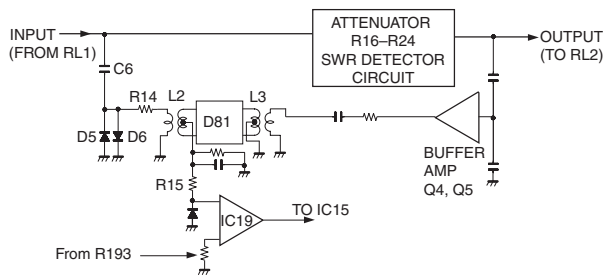 INPUT
(FROM RL1)
ATTENUATOR
R16–R24
SWR DETECTOR
CIRCUIT
OUTPUT
(TO RL2)
C6
R14
L2
L3
D81
D5
D6
BUFFER
AMP
Q4, Q5
R15
IC19
TO IC15
From R193